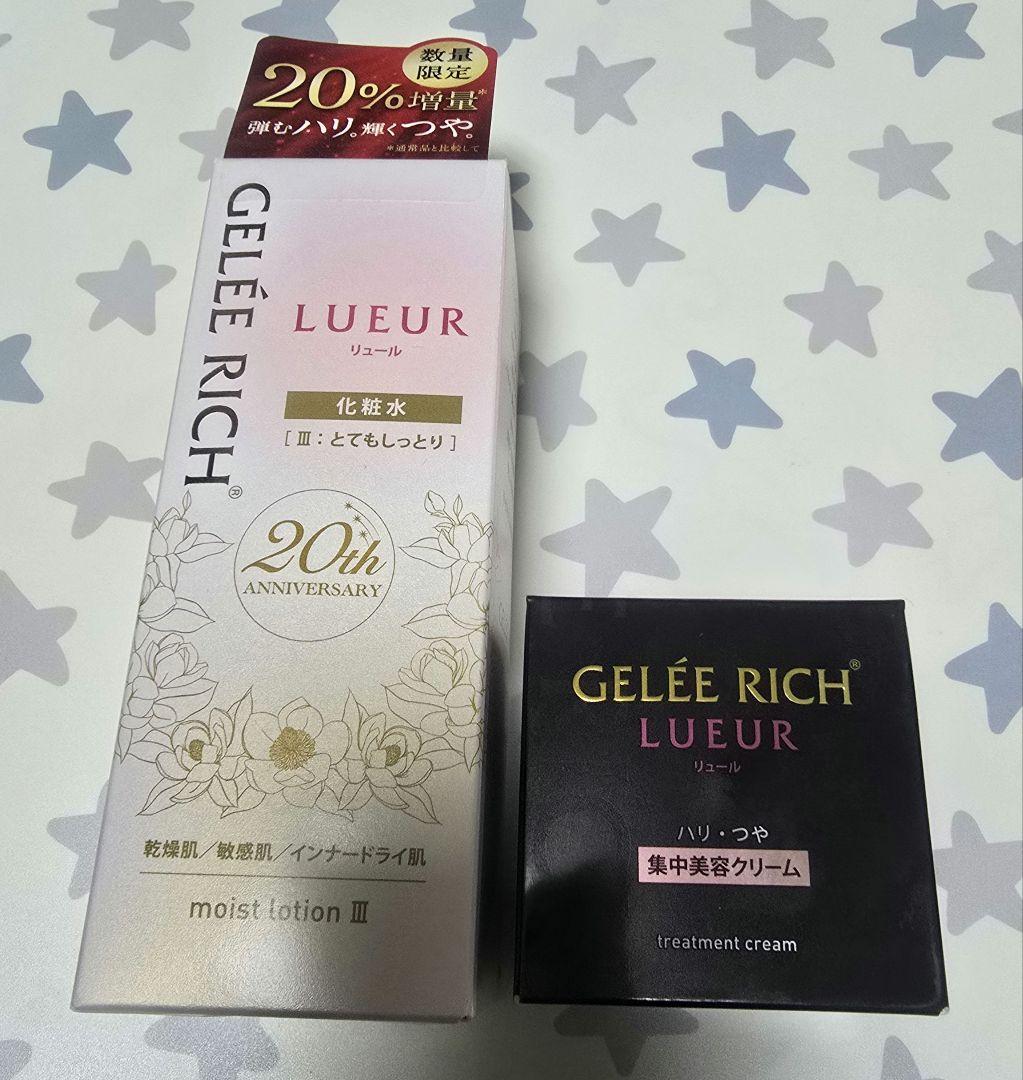 数量
限定
20%増量*
弾むハリ。輝くつや。
*通常品と比較して
GELÉE RICH®
LUEUR
リュール
化粧水
[ Ⅲ:とてもしっとり ]
20th
ANNIVERSARY
乾燥肌/敏感肌/インナードライ肌
moist lotion Ⅲ
GELÉE RICH®
LUEUR
リュール
ハリ・つや
集中美容クリーム
treatment cream